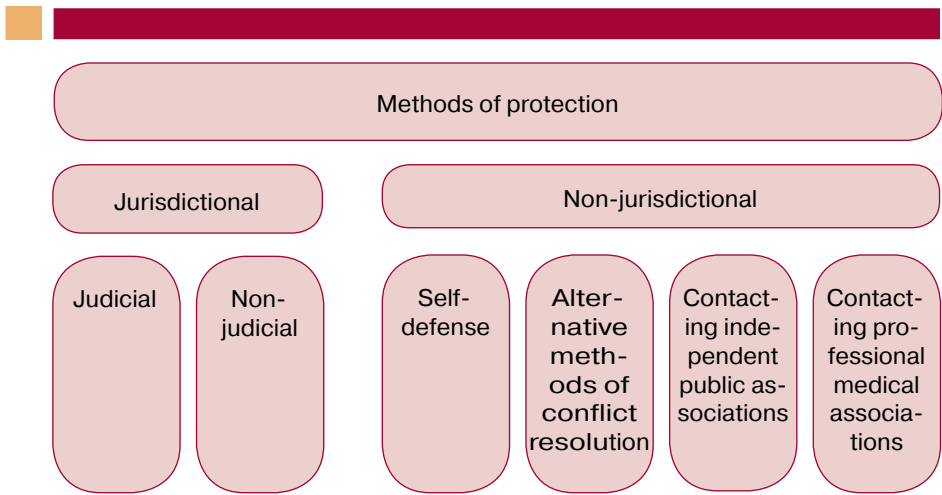 Methods of protection
Jurisdictional
Non-jurisdictional
Judicial
Non-
judicial
Self-
defense
Alter-
native
meth-
ods of
conflict
resolution
Contact-
ing inde-
pendent
public as-
sociations
Contact-
ing pro-
fessional
medical
associa-
tions